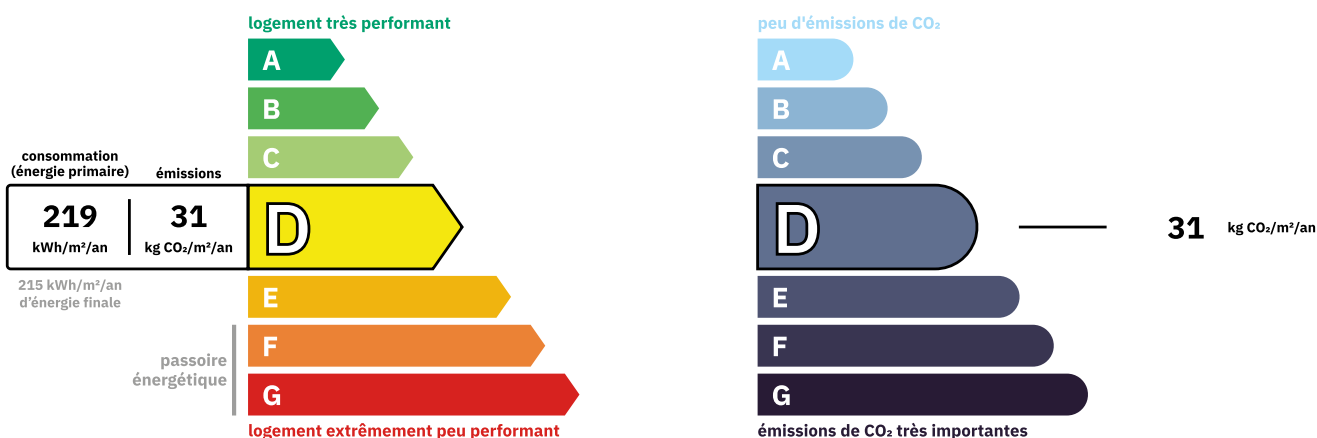 logement très performant
A
B
C
consommation
(énergie primaire)
émissions
219
kWh/m²/an
31
kg CO₂/m²/an
D
215 kWh/m²/an
d'énergie finale
E
F
passoire
énergétique
G
logement extrêmement peu performant
peu d'émissions de CO₂
A
B
C
D
31 kg CO₂/m²/an
E
F
G
émissions de CO₂ très importantes